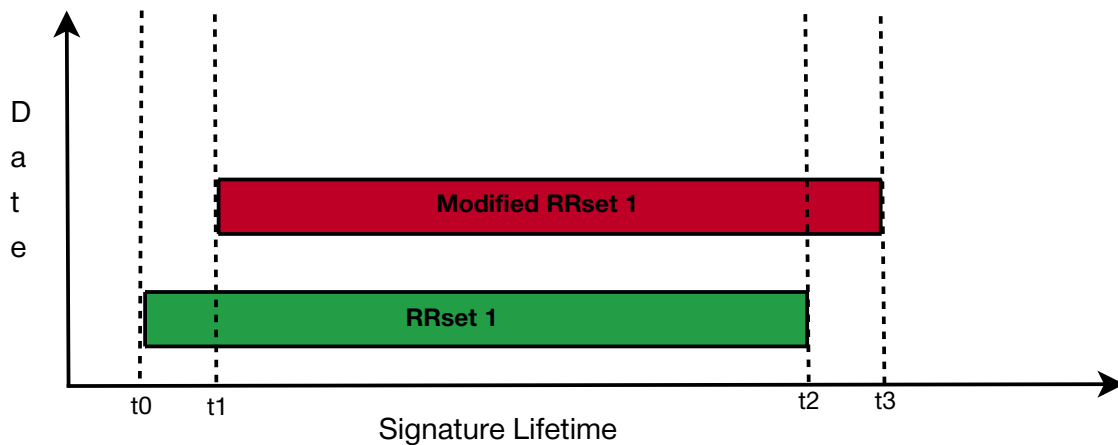 D
a
t
e
Modified RRset 1
RRset 1
t0
t1
t2
t3
Signature Lifetime